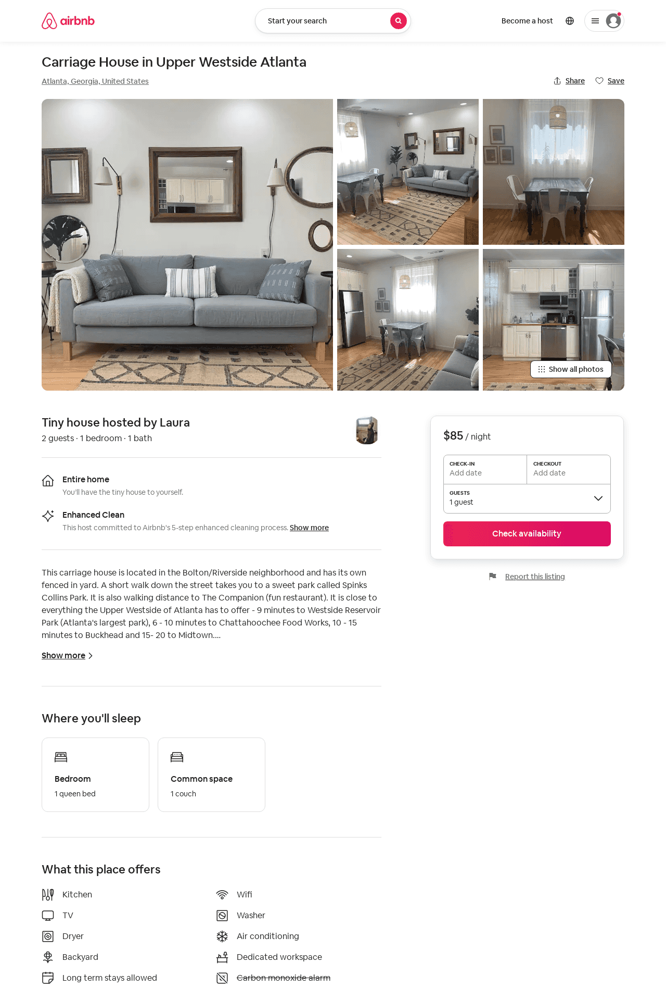 airbnb
Start your search
Become a host
Carriage House in Upper Westside Atlanta
Atlanta, Georgia, United States
Share
Save
Show all photos
Tiny house hosted by Laura
2 guests · 1 bedroom · 1 bath
Entire home
You’ll have the tiny house to yourself.
Enhanced Clean
This host committed to Airbnb's 5-step enhanced cleaning process. Show more
$85 / night
CHECK-IN
Add date
CHECKOUT
Add date
GUESTS
1 guest
Check availability
Report this listing
This carriage house is located in the Bolton/Riverside neighborhood and has its own
fenced in yard. A short walk down the street takes you to a sweet park called Spinks
Collins Park. It is also walking distance to The Companion (fun restaurant). It is close to
everything the Upper Westside of Atlanta has to offer - 9 minutes to Westside Reservoir
Park (Atlanta's largest park), 6 - 10 minutes to Chattahoochee Food Works, 10 - 15
minutes to Buckhead and 15- 20 to Midtown....
Show more
Where you'll sleep
Bedroom
1 queen bed
Common space
1 couch
What this place offers
Kitchen
Wifi
TV
Washer
Dryer
Air conditioning
Backyard
Dedicated workspace
Long term stays allowed
Carbon monoxide alarm